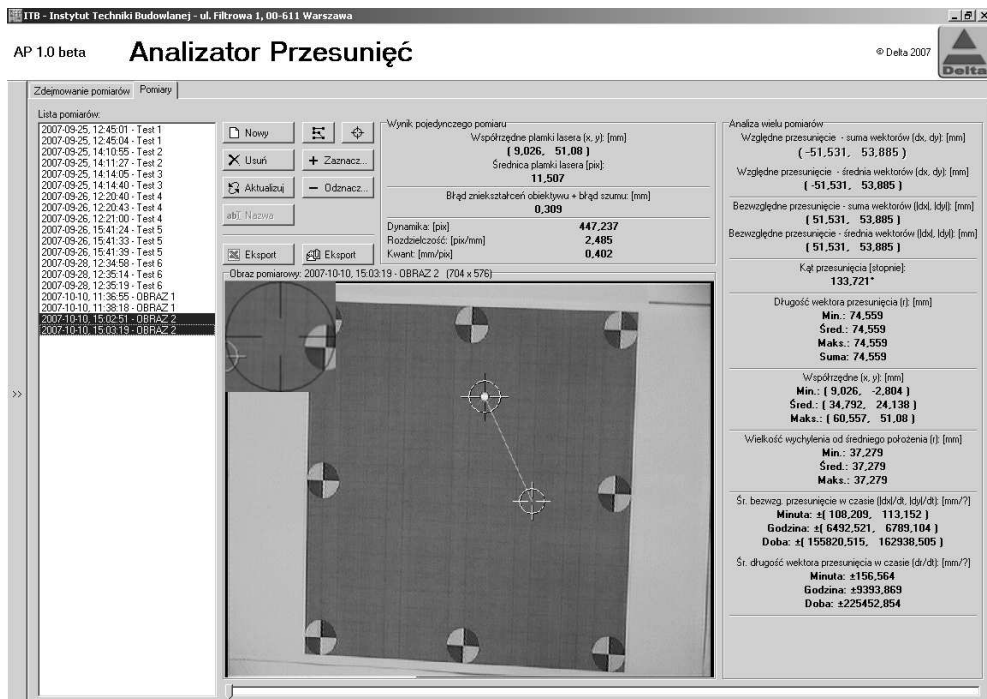 ITB - Instytut Techniki Budowlanej - ul. Filtrowa 1, 00-611 Warszawa
AP 1.0 beta
Analizator Przesunięć
© Delta 2007
Delta
Zdejmowanie pomiarów
Pomiary
Lista pomiarów:
2007-09-25, 12:45:01 - Test 1
2007-09-25, 12:45:04 - Test 1
2007-09-25, 14:10:55 - Test 2
2007-09-25, 14:11:27 - Test 2
2007-09-25, 14:14:05 - Test 3
2007-09-25, 14:14:40 - Test 3
2007-09-26, 12:20:40 - Test 4
2007-09-26, 12:20:43 - Test 4
2007-09-26, 12:21:00 - Test 4
2007-09-26, 15:41:24 - Test 5
2007-09-26, 15:41:33 - Test 5
2007-09-26, 15:41:39 - Test 5
2007-09-28, 12:34:58 - Test 6
2007-09-28, 12:35:14 - Test 6
2007-09-28, 12:35:19 - Test 6
2007-10-10, 11:36:55 - OBRAZ 1
2007-10-10, 11:38:18 - OBRAZ 1
2007-10-10, 15:02:51 - OBRAZ 2
2007-10-10, 15:03:19 - OBRAZ 2
>>
Nowy
Usuń
+ Zaznacz...
Aktualizuj
− Odznacz...
abI Nazwa
Eksport
Eksport
Wynik pojedynczego pomiaru
Współrzędne plamki lasera (x, y): [mm]
( 9,026, 51,08 )
Średnica plamki lasera [pix]:
11,507
Błąd zniekształceń obiektywu + błąd szumu: [mm]
0,309
Dynamika: [pix] 447,237
Rozdzielczość: [pix/mm] 2,485
Kwant: [mm/pix] 0,402
Obraz pomiarowy: 2007-10-10, 15:03:19 - OBRAZ 2 (704 x 576)
Analiza wielu pomiarów
Względne przesunięcie - suma wektorów (dx, dy): [mm]
( -51,531, 53,885 )
Względne przesunięcie - średnia wektorów (dx, dy): [mm]
( -51,531, 53,885 )
Bezwzględne przesunięcie - suma wektorów (|dx|, |dy|): [mm]
( 51,531, 53,885 )
Bezwzględne przesunięcie - średnia wektorów (|dx|, |dy|): [mm]
( 51,531, 53,885 )
Kąt przesunięcia [stopnie]:
133,721°
Długość wektora przesunięcia (r): [mm]
Min.: 74,559
Śred.: 74,559
Maks.: 74,559
Suma: 74,559
Współrzędne (x, y): [mm]
Min.: ( 9,026, -2,804 )
Śred.: ( 34,792, 24,138 )
Maks.: ( 60,557, 51,08 )
Wielkość wychylenia od średniego położenia (r): [mm]
Min.: 37,279
Śred.: 37,279
Maks.: 37,279
Śr. bezwzg. przesunięcie w czasie (|dx|/dt, |dy|/dt): [mm/?]
Minuta: ±( 108,209, 113,152 )
Godzina: ±( 6492,521, 6789,104 )
Doba: ±( 155820,515, 162938,505 )
Śr. długość wektora przesunięcia w czasie (dr/dt): [mm/?]
Minuta: ±156,564
Godzina: ±9393,869
Doba: ±225452,854